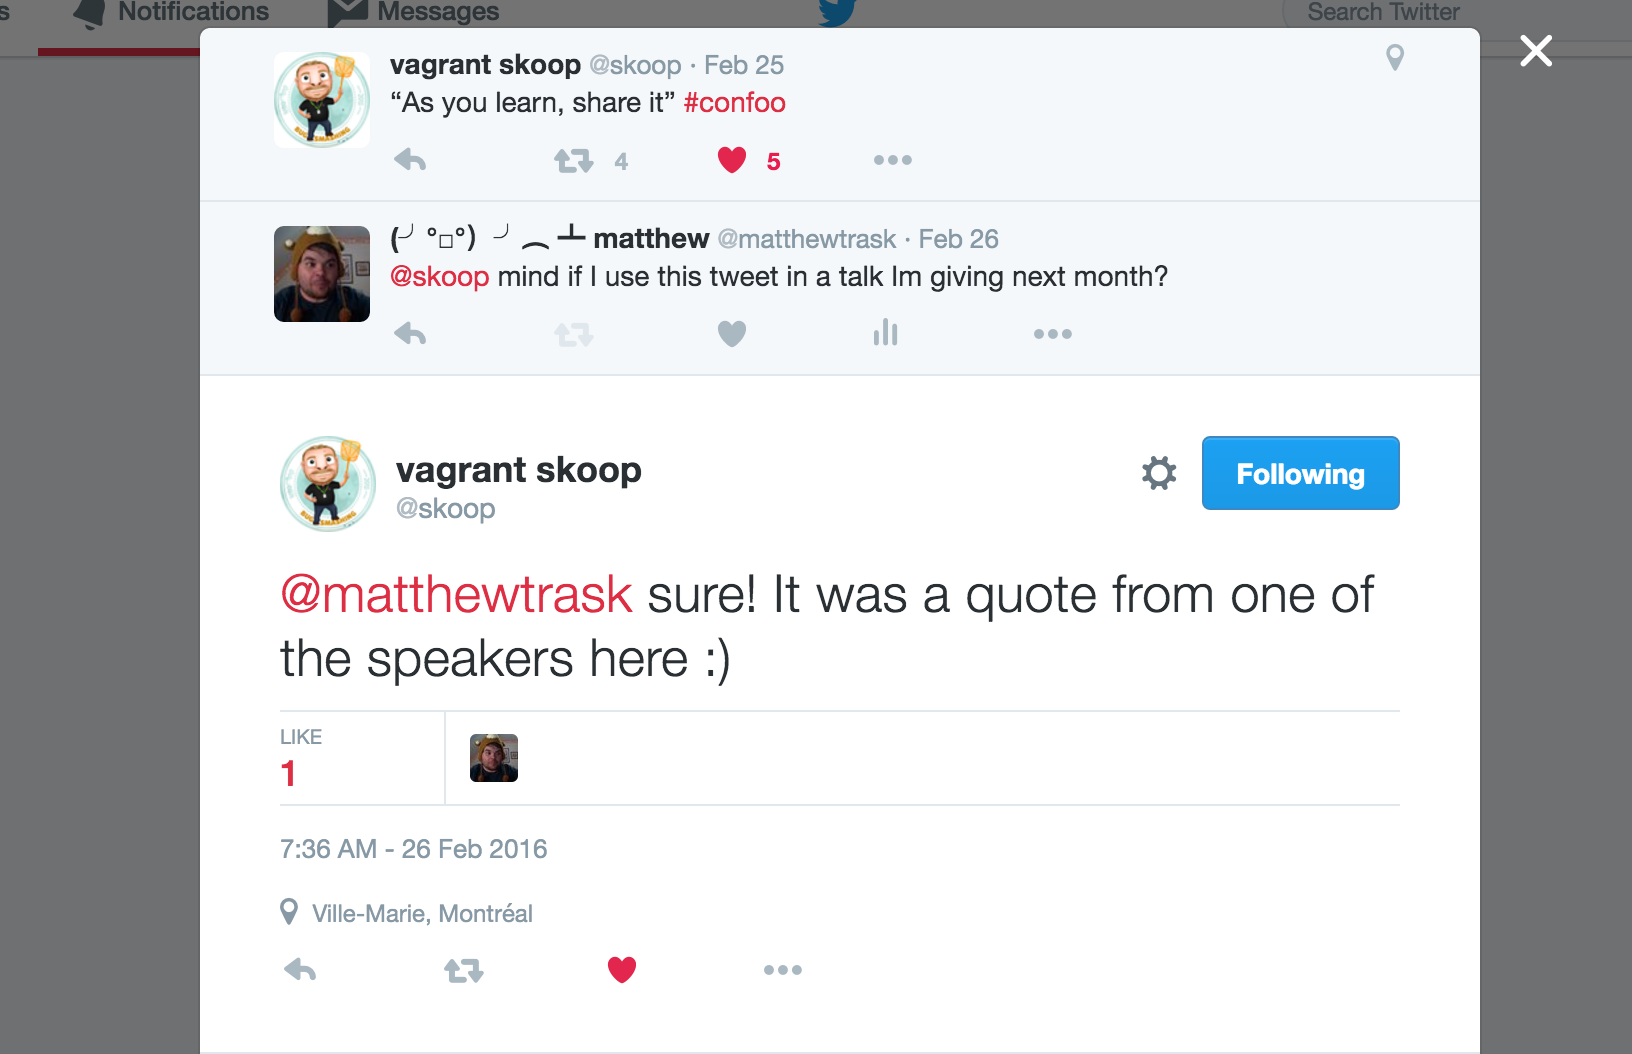 s Notifications Messages Search Twitter
vagrant skoop @skoop · Feb 25
“As you learn, share it” #confoo
4 5
(╯°□°)╯︵ ┻ matthew @matthewtrask · Feb 26
@skoop mind if I use this tweet in a talk Im giving next month?
vagrant skoop
@skoop
Following
@matthewtrask sure! It was a quote from one of
the speakers here :)
LIKE
1
7:36 AM - 26 Feb 2016
Ville-Marie, Montréal